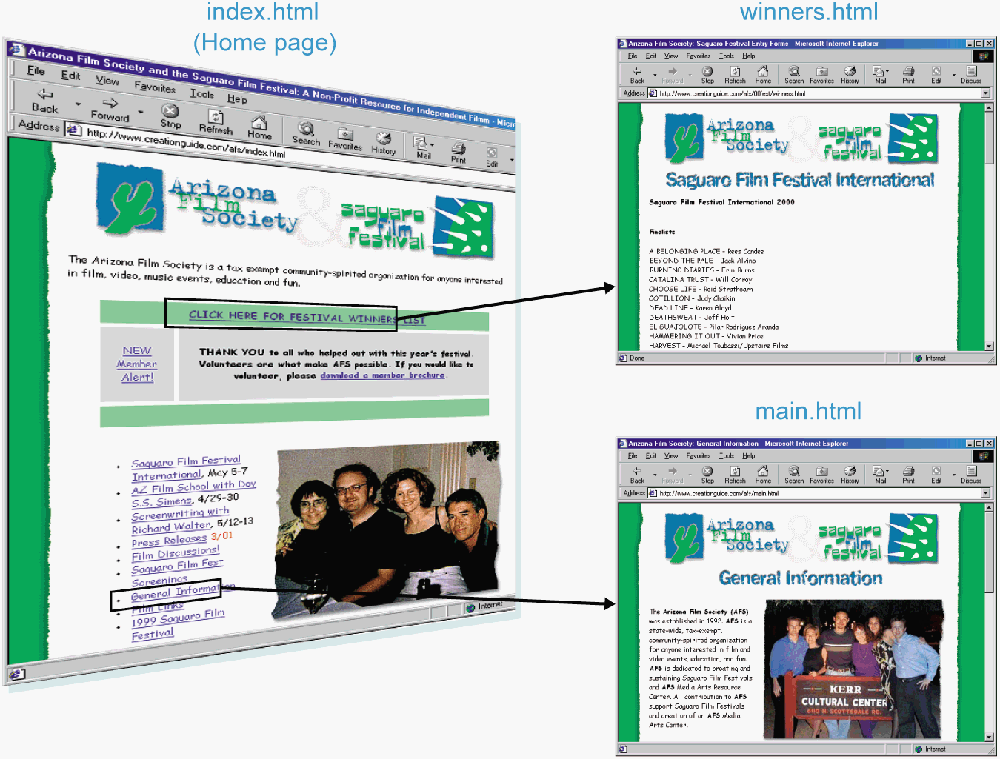 index.html
(Home page)
Arizona Film Society and the Saguaro Film Festival: A Non-Profit Resource for Independent Filmm - Micro
File Edit View Favorites Tools Help
Back Forward Stop Refresh Home Search Favorites History Mail Print Edit
Address http://www.creationguide.com/afs/index.html
Arizona
Film
Society
&
saguaro
film
festival
The Arizona Film Society is a tax exempt community-spirited organization for anyone interested
in film, video, music events, education and fun.
CLICK HERE FOR FESTIVAL WINNERS LIST
NEW
Member
Alert!
THANK YOU to all who helped out with this year's festival.
Volunteers are what make AFS possible. If you would like to
volunteer, please download a member brochure.
• Saguaro Film Festival
International, May 5-7
• AZ Film School with Dov
S.S. Simens, 4/29-30
• Screenwriting with
Richard Walter, 5/12-13
• Press Releases 3/01
• Film Discussions!
• Saguaro Film Fest
Screenings
• General Information
• Film Links
• 1999 Saguaro Film
Festival
Internet
winners.html
Arizona Film Society: Saguaro Festival Entry Forms - Microsoft Internet Explorer
File Edit View Favorites Tools Help
Back Forward Stop Refresh Home Search Favorites History Mail Print Edit Discuss
Address http://www.creationguide.com/afs/00fest/winners.html
Arizona
Film
Society
&
saguaro
film
festival
Saguaro Film Festival International
Saguaro Film Festival International 2000
Finalists
A BELONGING PLACE - Rees Candee
BEYOND THE PALE - Jack Alvino
BURNING DIARIES - Erin Burns
CATALINA TRUST - Will Conroy
CHOOSE LIFE - Reid Strathearn
COTILLION - Judy Chaikin
DEAD LINE - Karen Gloyd
DEATHSWEAT - Jeff Holt
EL GUAJOLOTE - Pilar Rodriguez Aranda
HAMMERING IT OUT - Vivian Price
HARVEST - Michael Toubassi/Upstairs Films
Done
Internet
main.html
Arizona Film Society: General Information - Microsoft Internet Explorer
File Edit View Favorites Tools Help
Back Forward Stop Refresh Home Search Favorites History Mail Print Edit Discuss
Address http://www.creationguide.com/afs/main.html
Arizona
Film
Society
&
saguaro
film
festival
General Information
The Arizona Film Society (AFS)
was established in 1992. AFS is a
state-wide, tax-exempt,
community-spirited organization
for anyone interested in film and
video events, education, and fun.
AFS is dedicated to creating and
sustaining Saguaro Film Festivals
and AFS Media Arts Resource
Center. All contribution to AFS
support Saguaro Film Festivals
and creation of an AFS Media
Arts Center.
KERR
CULTURAL CENTER
6110 N. SCOTTSDALE RD.
Internet